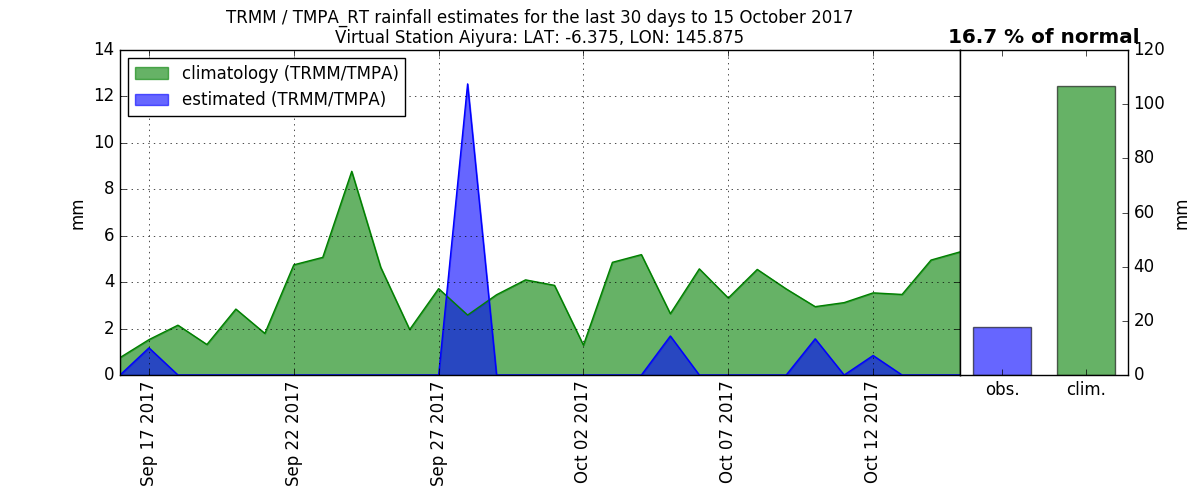 TRMM / TMPA_RT rainfall estimates for the last 30 days to 15 October 2017
Virtual Station Aiyura: LAT: -6.375, LON: 145.875
16.7 % of normal
climatology (TRMM/TMPA)
estimated (TRMM/TMPA)
14
12
10
8
6
4
2
0
mm
Sep 17 2017
Sep 22 2017
Sep 27 2017
Oct 02 2017
Oct 07 2017
Oct 12 2017
120
100
80
60
40
20
0
mm
obs.
clim.